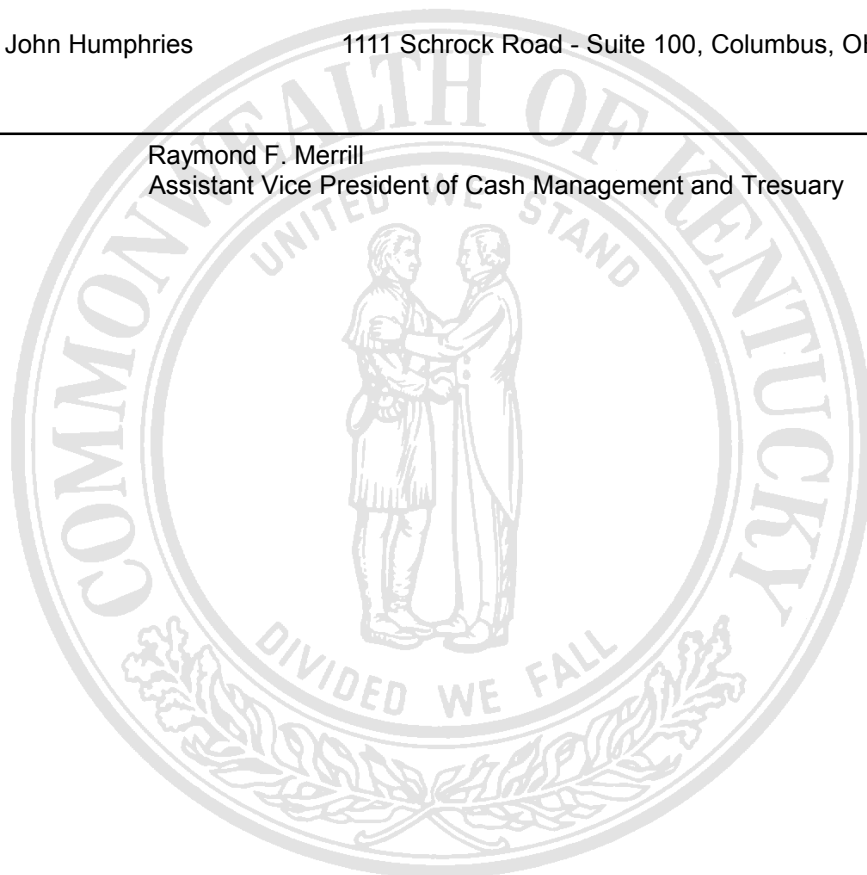 John Humphries 1111 Schrock Road - Suite 100, Columbus, O
Raymond F. Merrill
Assistant Vice President of Cash Management and Tresuary
COMMONWEALTH OF KENTUCKY
UNITED WE STAND
DIVIDED WE FALL